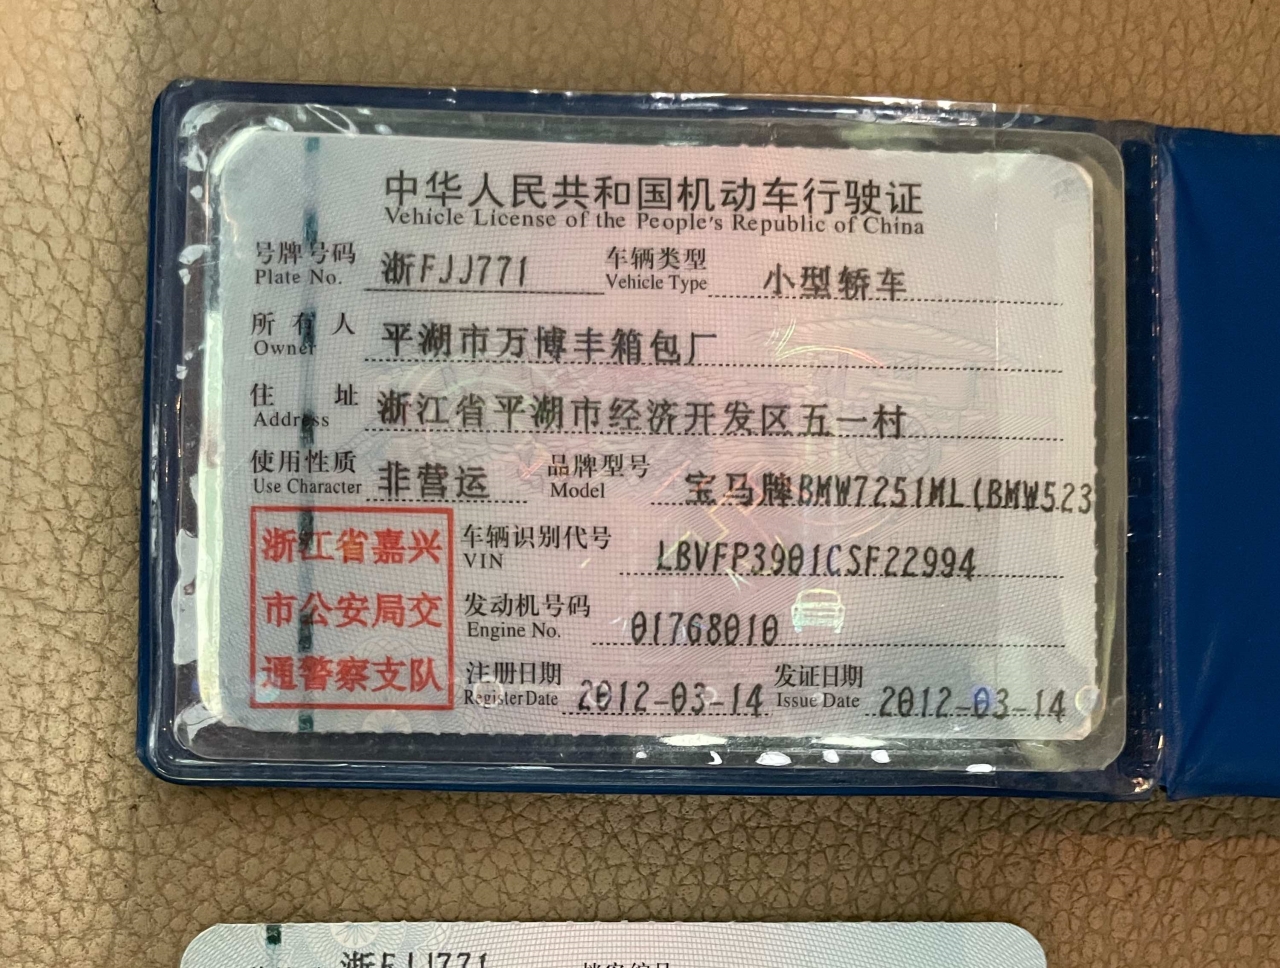 中华人民共和国机动车行驶证
Vehicle License of the People's Republic of China
号牌号码 浙FJJ771 车辆类型 小型轿车
Plate No. Vehicle Type
所有人 平湖市万博丰箱包厂
Owner
住址 浙江省平湖市经济开发区五一村
Address
使用性质 非营运 品牌型号 宝马牌BMW7251ML(BMW523
Use Character Model
浙江省嘉兴
市公安局交
通警察支队
车辆识别代号 LBVFP3901CSF22994
VIN
发动机号码 01768010
Engine No.
注册日期 2012-03-14 发证日期 2012-03-14
Register Date Issue Date
浙FJJ771